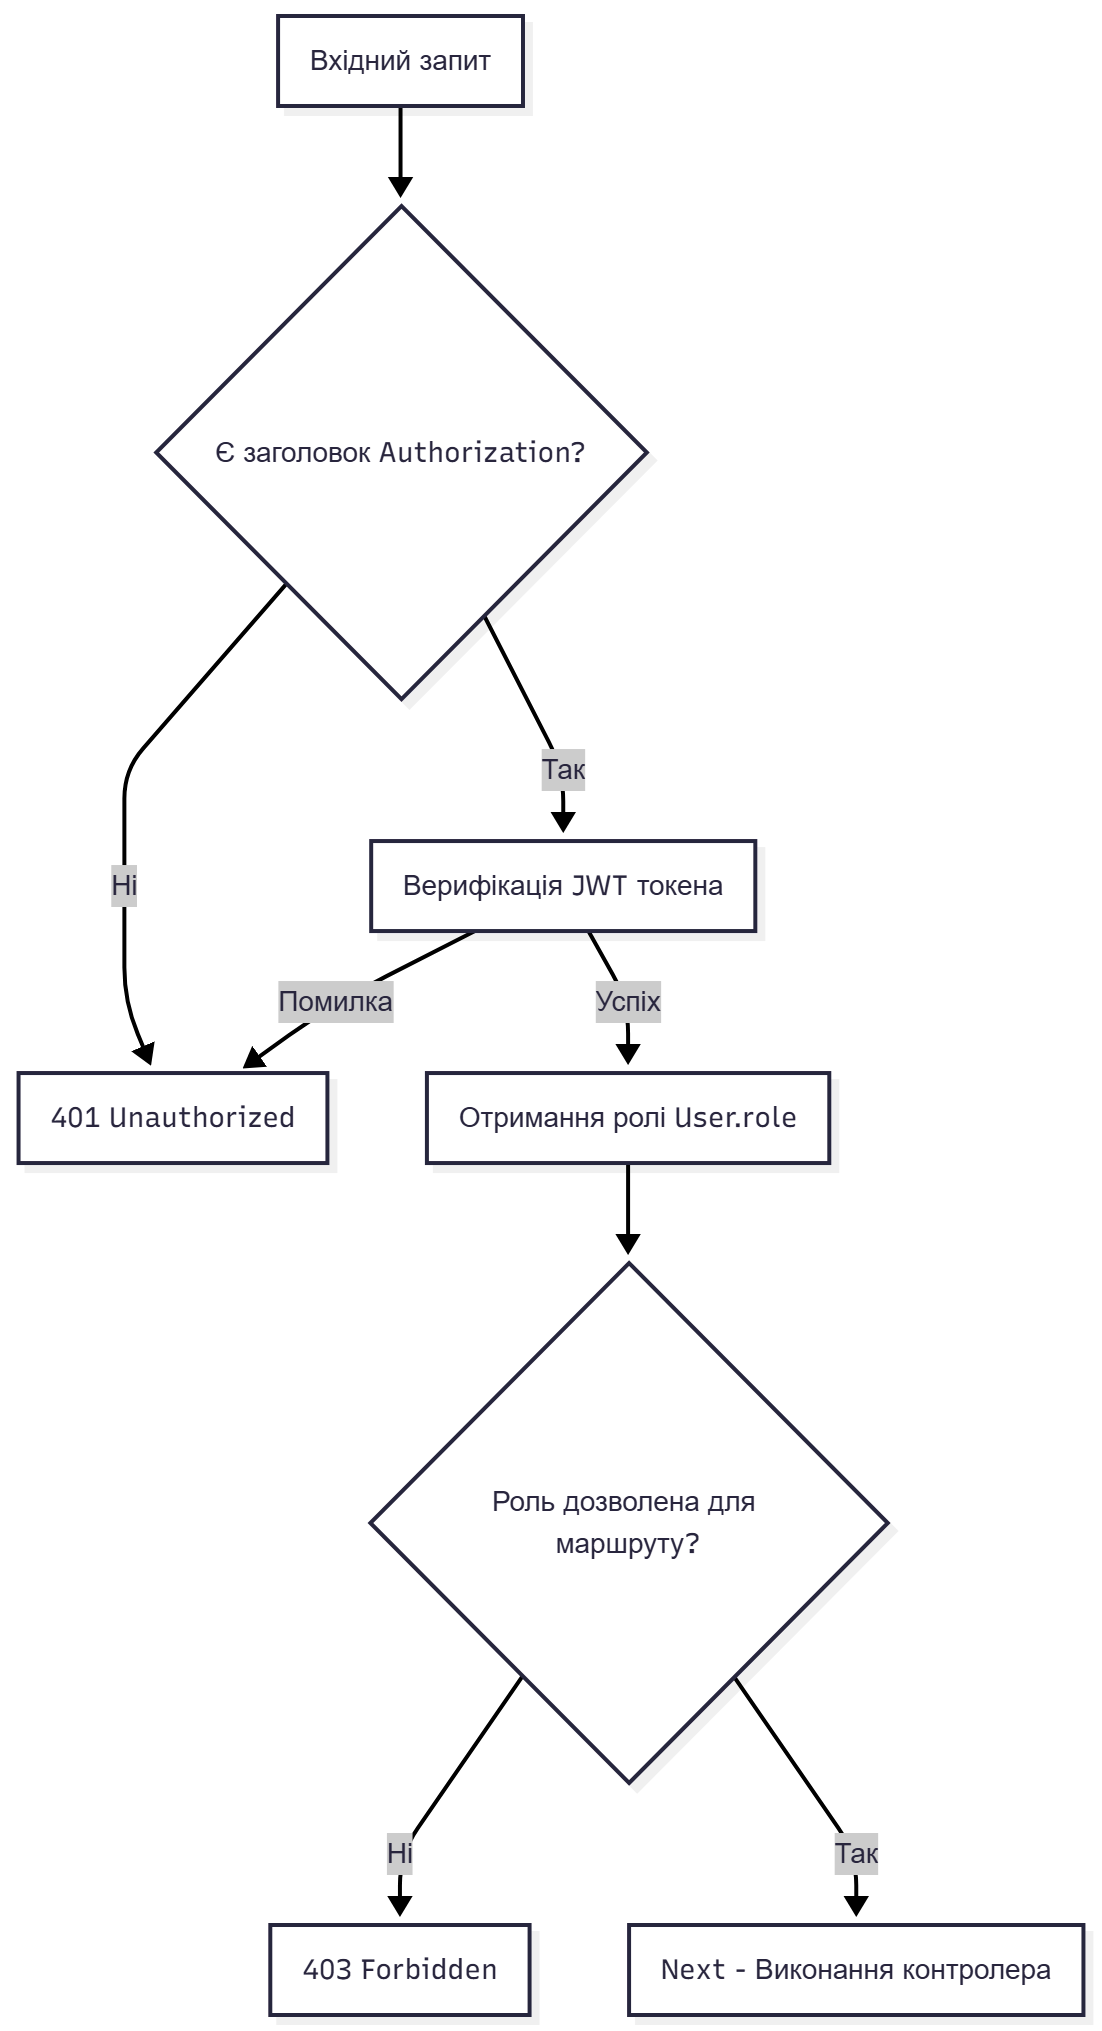 Вхідний запит
Є заголовок Authorization?
Так
Ні
Верифікація JWT токена
Помилка
Успіх
401 Unauthorized
Отримання ролі User.role
Роль дозволена для
маршруту?
Ні
Так
403 Forbidden
Next - Виконання контролера